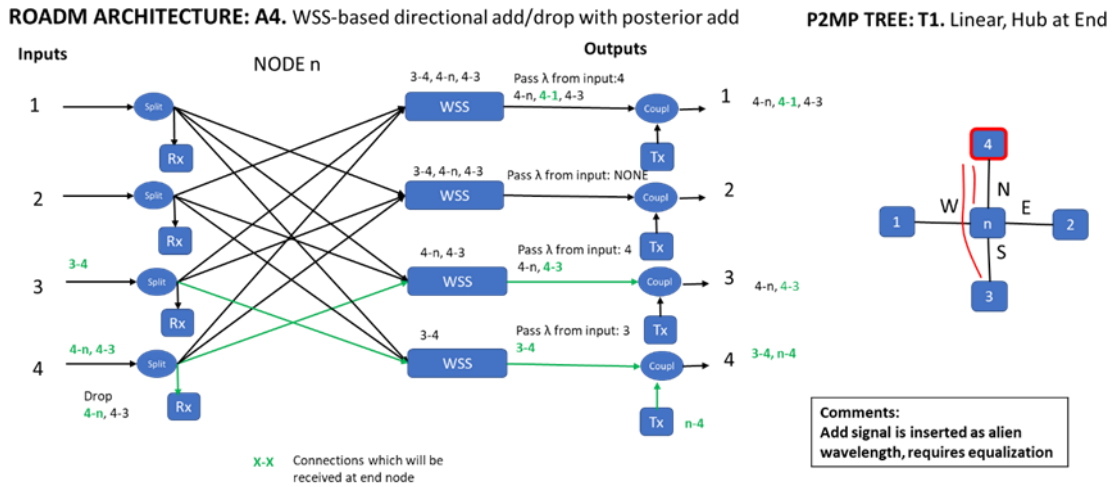 ROADM ARCHITECTURE: A4. WSS-based directional add/drop with posterior add
P2MP TREE: T1. Linear, Hub at End
Inputs
NODE n
Outputs
3-4, 4-n, 4-3
Pass λ from input:4
4-n, 4-1, 4-3
1
Split
WSS
Coupl
1
4-n, 4-1, 4-3
Rx
Tx
3-4, 4-n, 4-3
Pass λ from input: NONE
2
Split
WSS
Coupl
2
Rx
Tx
3-4
4-n, 4-3
Pass λ from input: 4
4-n, 4-3
3
Split
WSS
Coupl
3
4-n, 4-3
Rx
Tx
4-n, 4-3
3-4
Pass λ from input: 3
3-4
4
Split
WSS
Coupl
4
3-4, n-4
Drop
4-n, 4-3
Rx
Tx
n-4
X-X
Connections which will be
received at end node
4
N
W
E
1
n
2
S
3
Comments:
Add signal is inserted as alien
wavelength, requires equalization